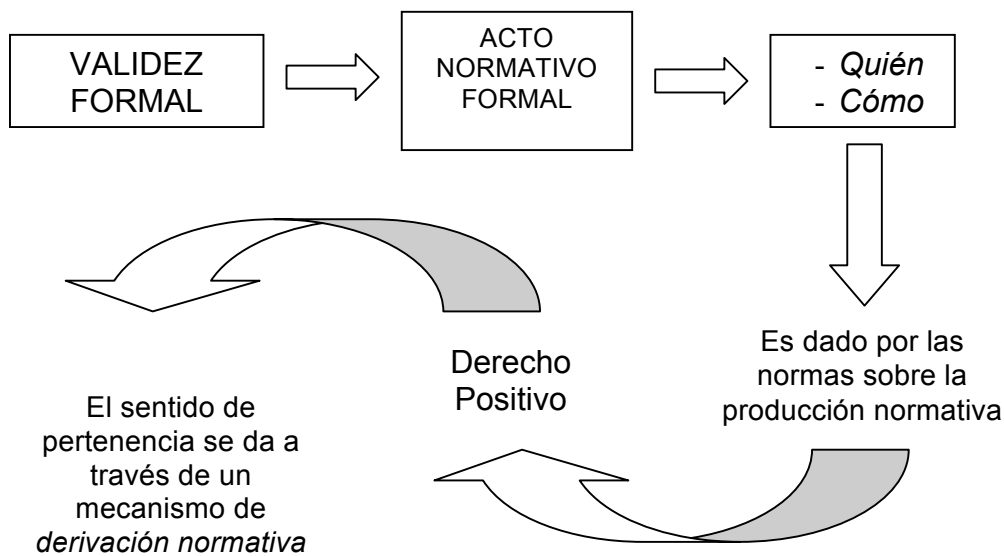 VALIDEZ
FORMAL
ACTO
NORMATIVO
FORMAL
- Quién
- Cómo
Es dado por las
normas sobre la
producción normativa
Derecho
Positivo
El sentido de
pertenencia se da a
través de un
mecanismo de
derivación normativa